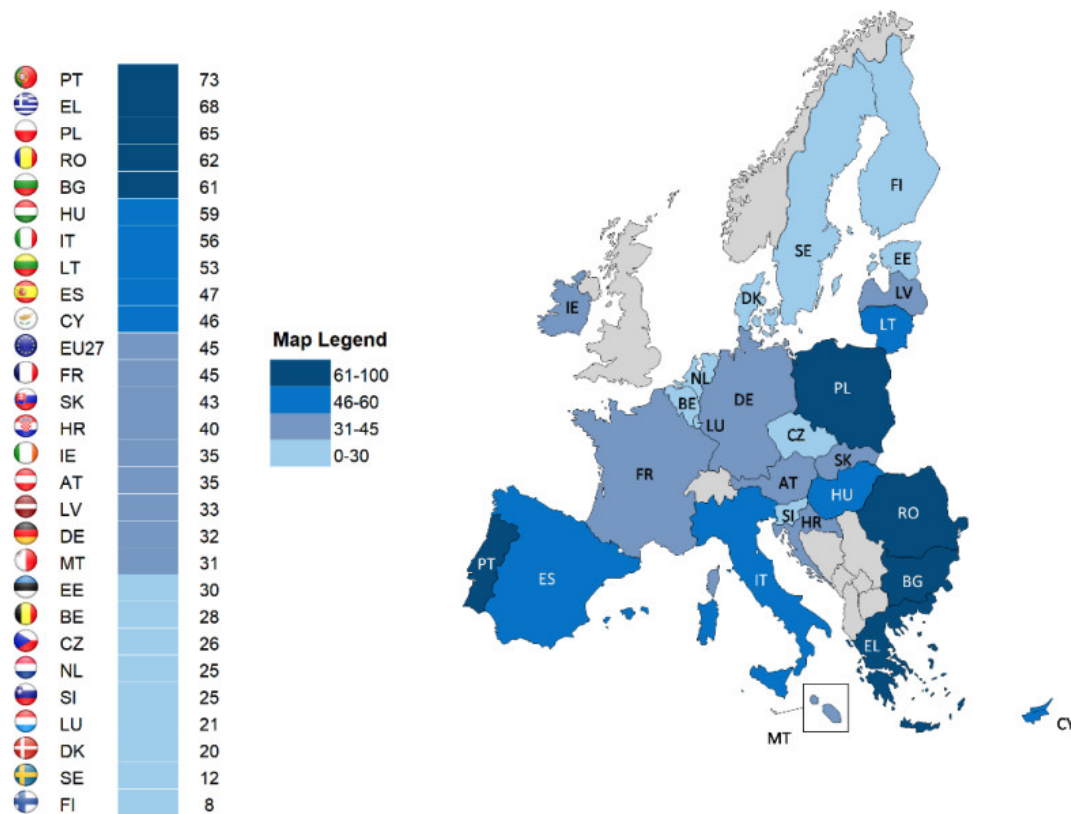 PT 73
EL 68
PL 65
RO 62
BG 61
HU 59
IT 56
LT 53
ES 47
CY 46
EU27 45
FR 45
SK 43
HR 40
IE 35
AT 35
LV 33
DE 32
MT 31
EE 30
BE 28
CZ 26
NL 25
SI 25
LU 21
DK 20
SE 12
FI 8
Map Legend
61-100
46-60
31-45
0-30
FI
SE
EE
LV
DK
IE
LT
NL
PL
DE
BE
LU
CZ
SK
FR
AT
HU
SI
HR
RO
PT
ES
IT
BG
EL
MT
CY